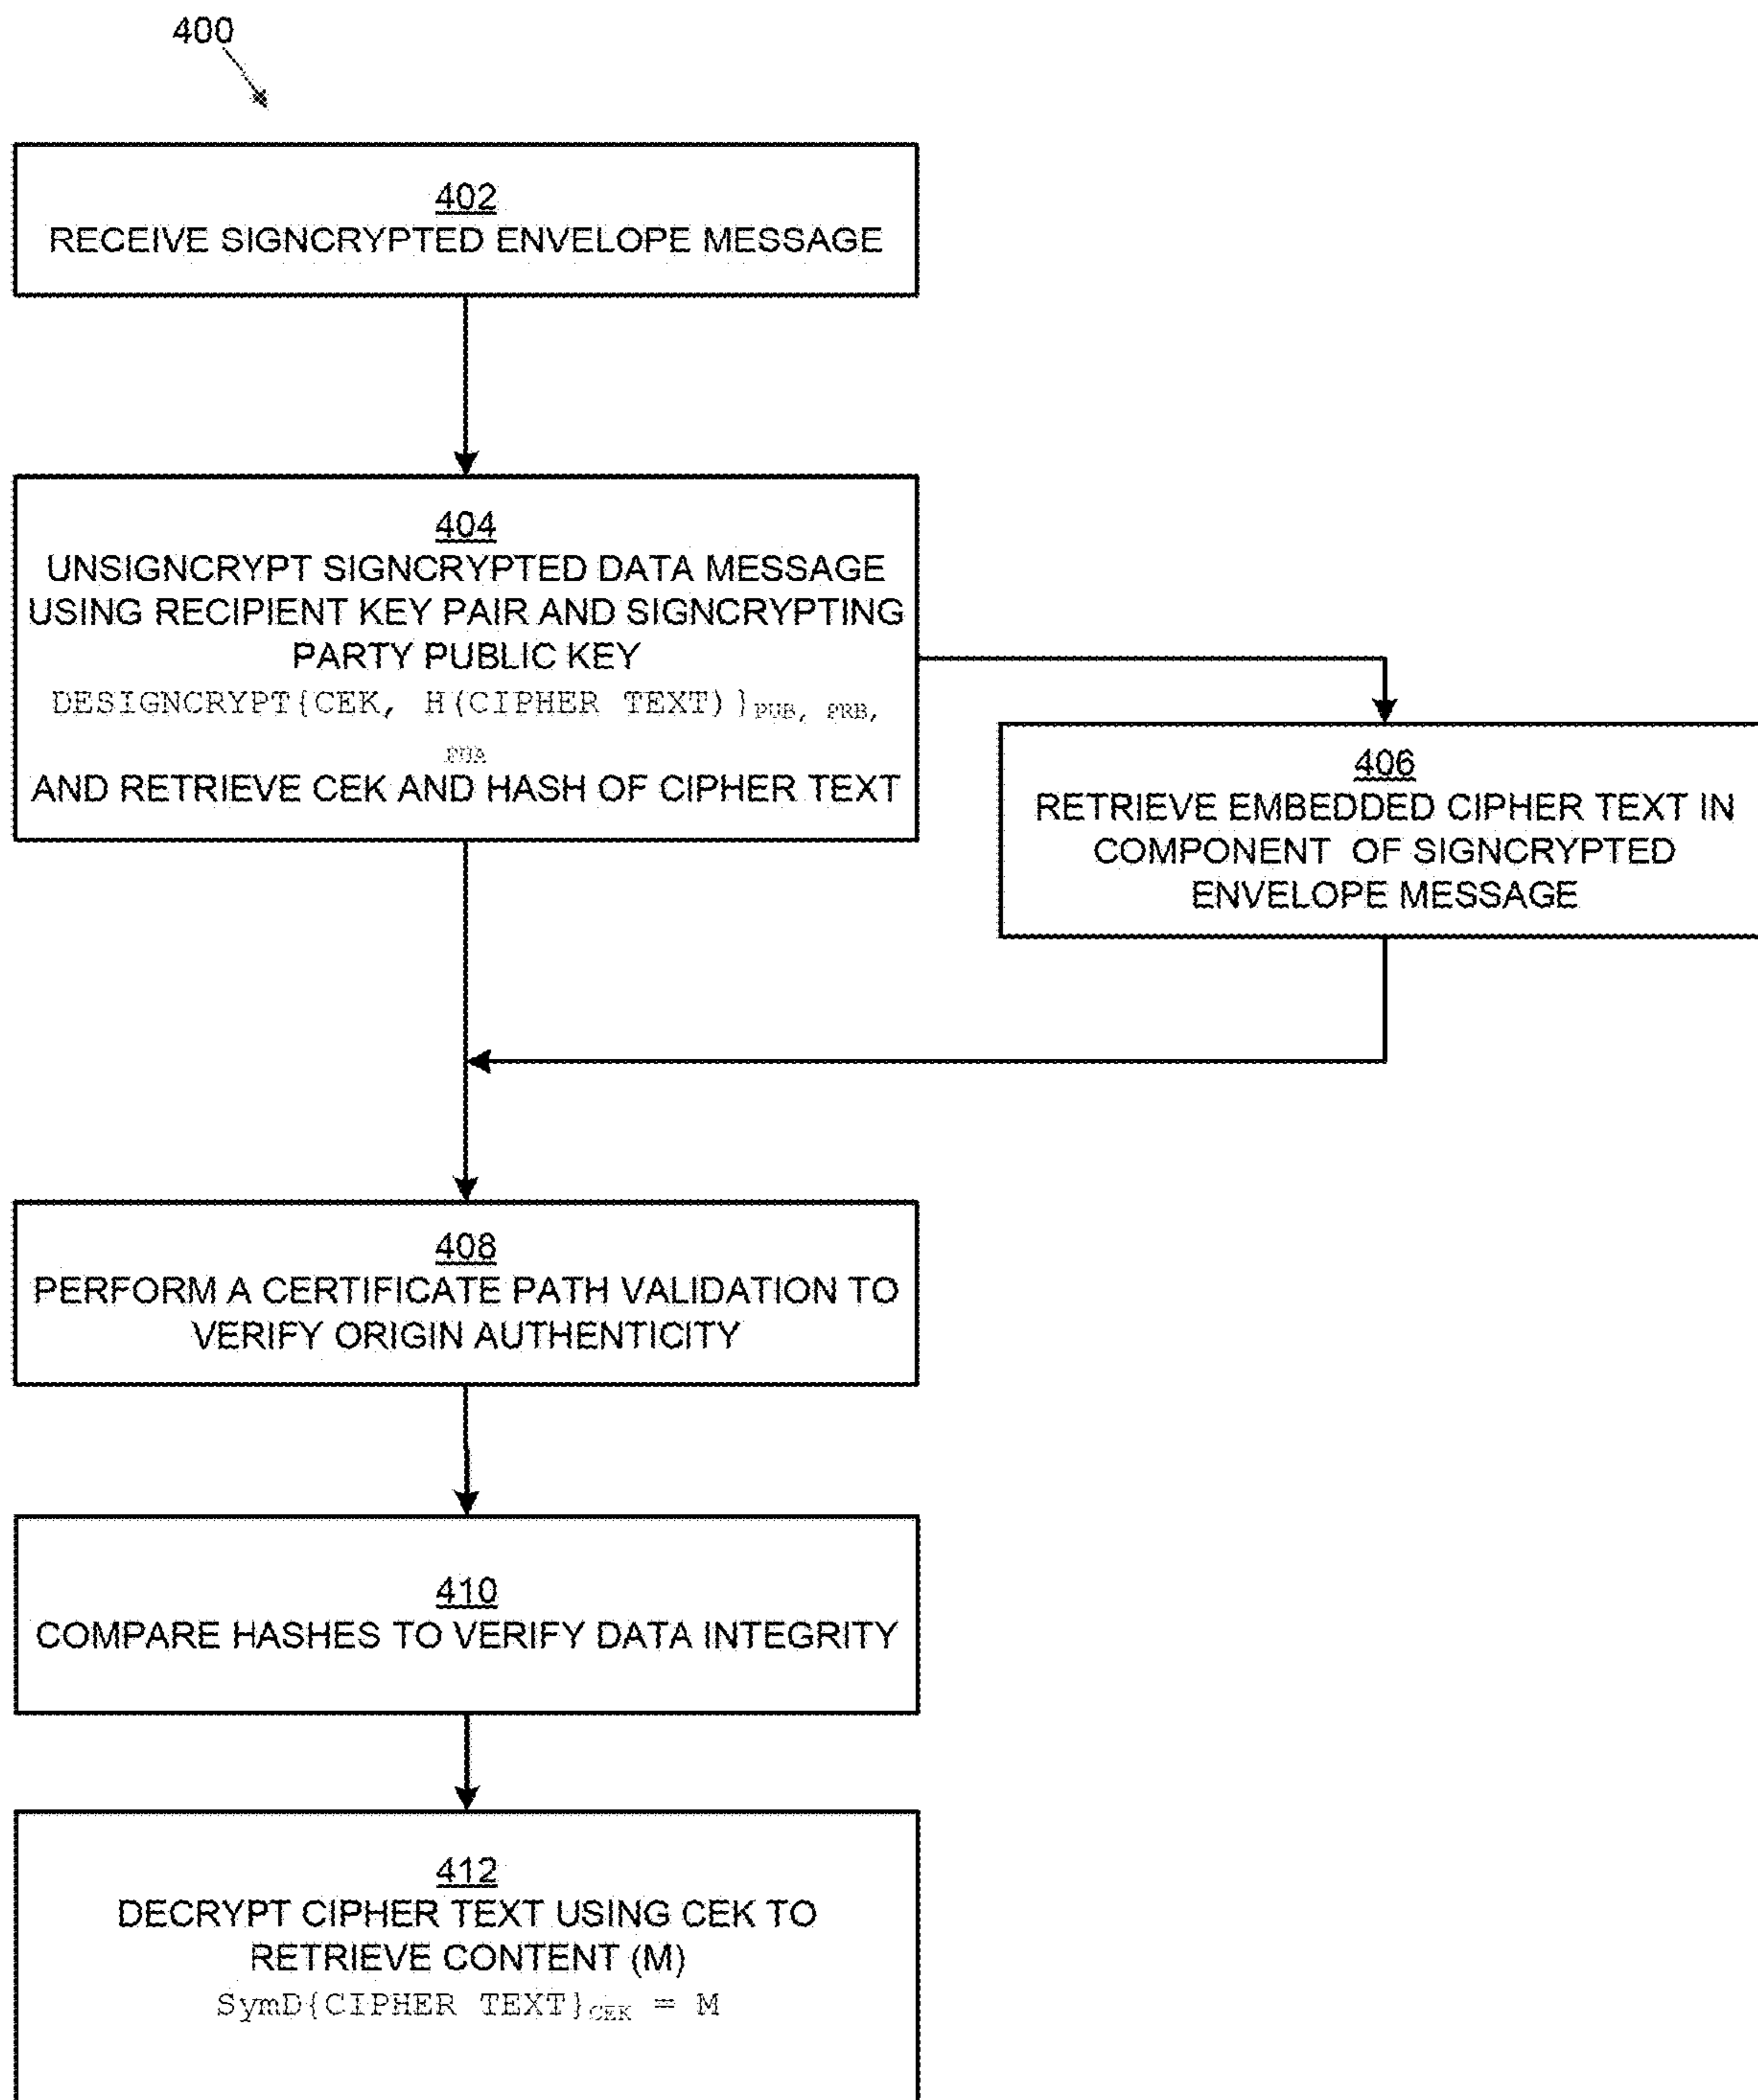 400
402
RECEIVE SIGNCRYPTED ENVELOPE MESSAGE
404
UNSIGNCRYPT SIGNCRYPTED DATA MESSAGE
USING RECIPIENT KEY PAIR AND SIGNCRYPTING
PARTY PUBLIC KEY
DESIGNCRYPT{CEK, H(CIPHER TEXT)}PUB, PRB,
PUA
AND RETRIEVE CEK AND HASH OF CIPHER TEXT
406
RETRIEVE EMBEDDED CIPHER TEXT IN
COMPONENT OF SIGNCRYPTED
ENVELOPE MESSAGE
408
PERFORM A CERTIFICATE PATH VALIDATION TO
VERIFY ORIGIN AUTHENTICITY
410
COMPARE HASHES TO VERIFY DATA INTEGRITY
412
DECRYPT CIPHER TEXT USING CEK TO
RETRIEVE CONTENT (M)
SymD{CIPHER TEXT}CEK = M